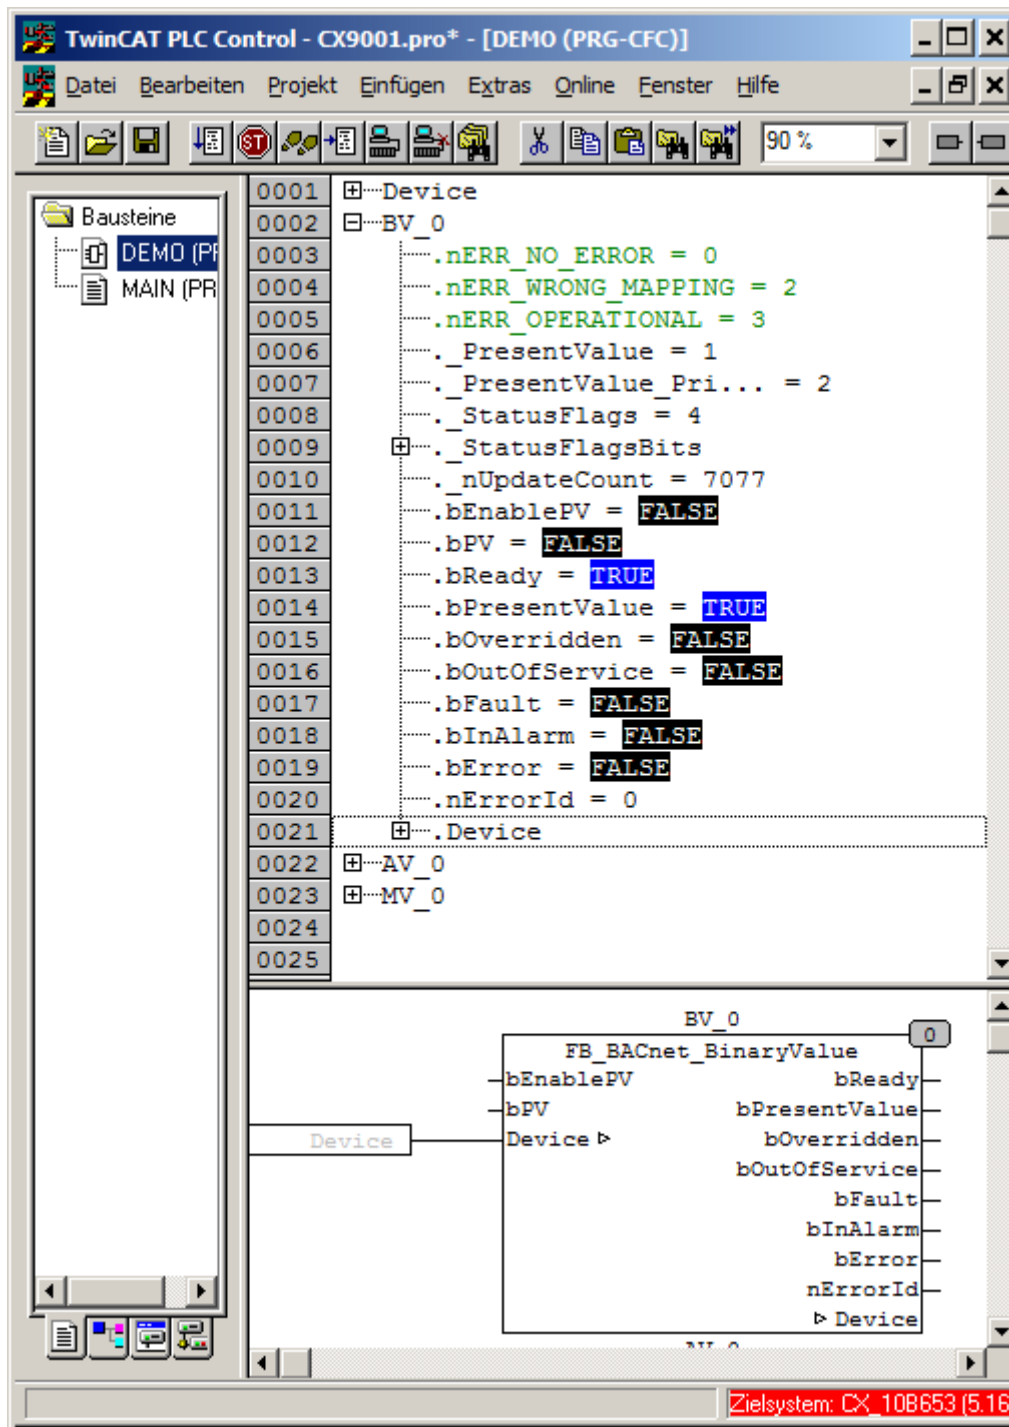 TwinCAT PLC Control - CX9001.pro* - [DEMO (PRG-CFC)]
Datei Bearbeiten Projekt Einfügen Extras Online Fenster Hilfe
ST 90 %
Bausteine
DEMO (PR
MAIN (PR
0001 Device
0002 BV_0
0003 .nERR_NO_ERROR = 0
0004 .nERR_WRONG_MAPPING = 2
0005 .nERR_OPERATIONAL = 3
0006 ._PresentValue = 1
0007 ._PresentValue_Pri... = 2
0008 ._StatusFlags = 4
0009 ._StatusFlagsBits
0010 ._nUpdateCount = 7077
0011 .bEnablePV = FALSE
0012 .bPV = FALSE
0013 .bReady = TRUE
0014 .bPresentValue = TRUE
0015 .bOverridden = FALSE
0016 .bOutOfService = FALSE
0017 .bFault = FALSE
0018 .bInAlarm = FALSE
0019 .bError = FALSE
0020 .nErrorId = 0
0021 .Device
0022 AV_0
0023 MV_0
0024
0025
BV_0
0
FB_BACnet_BinaryValue
bEnablePV bReady
bPV bPresentValue
Device Device bOverridden
bOutOfService
bFault
bInAlarm
bError
nErrorId
Device
AV_0
Zielsystem: CX_10B653 (5.16